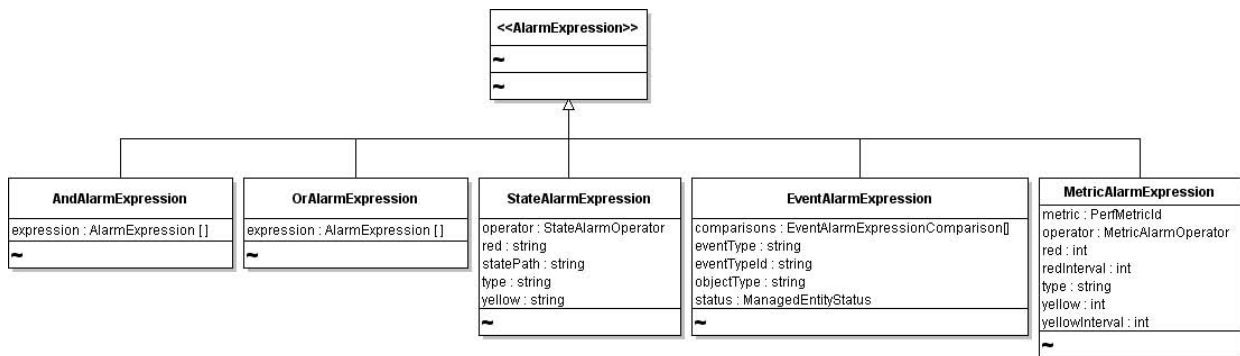 <<AlarmExpression>>
~
~
AndAlarmExpression
expression : AlarmExpression [ ]
~
OrAlarmExpression
expression : AlarmExpression [ ]
~
StateAlarmExpression
operator : StateAlarmOperator
red : string
statePath : string
type : string
yellow : string
~
EventAlarmExpression
comparisons : EventAlarmExpressionComparison[]
eventType : string
eventTypeId : string
objectType : string
status : ManagedEntityStatus
~
MetricAlarmExpression
metric : PerfMetricId
operator : MetricAlarmOperator
red : int
redInterval : int
type : string
yellow : int
yellowInterval : int
~